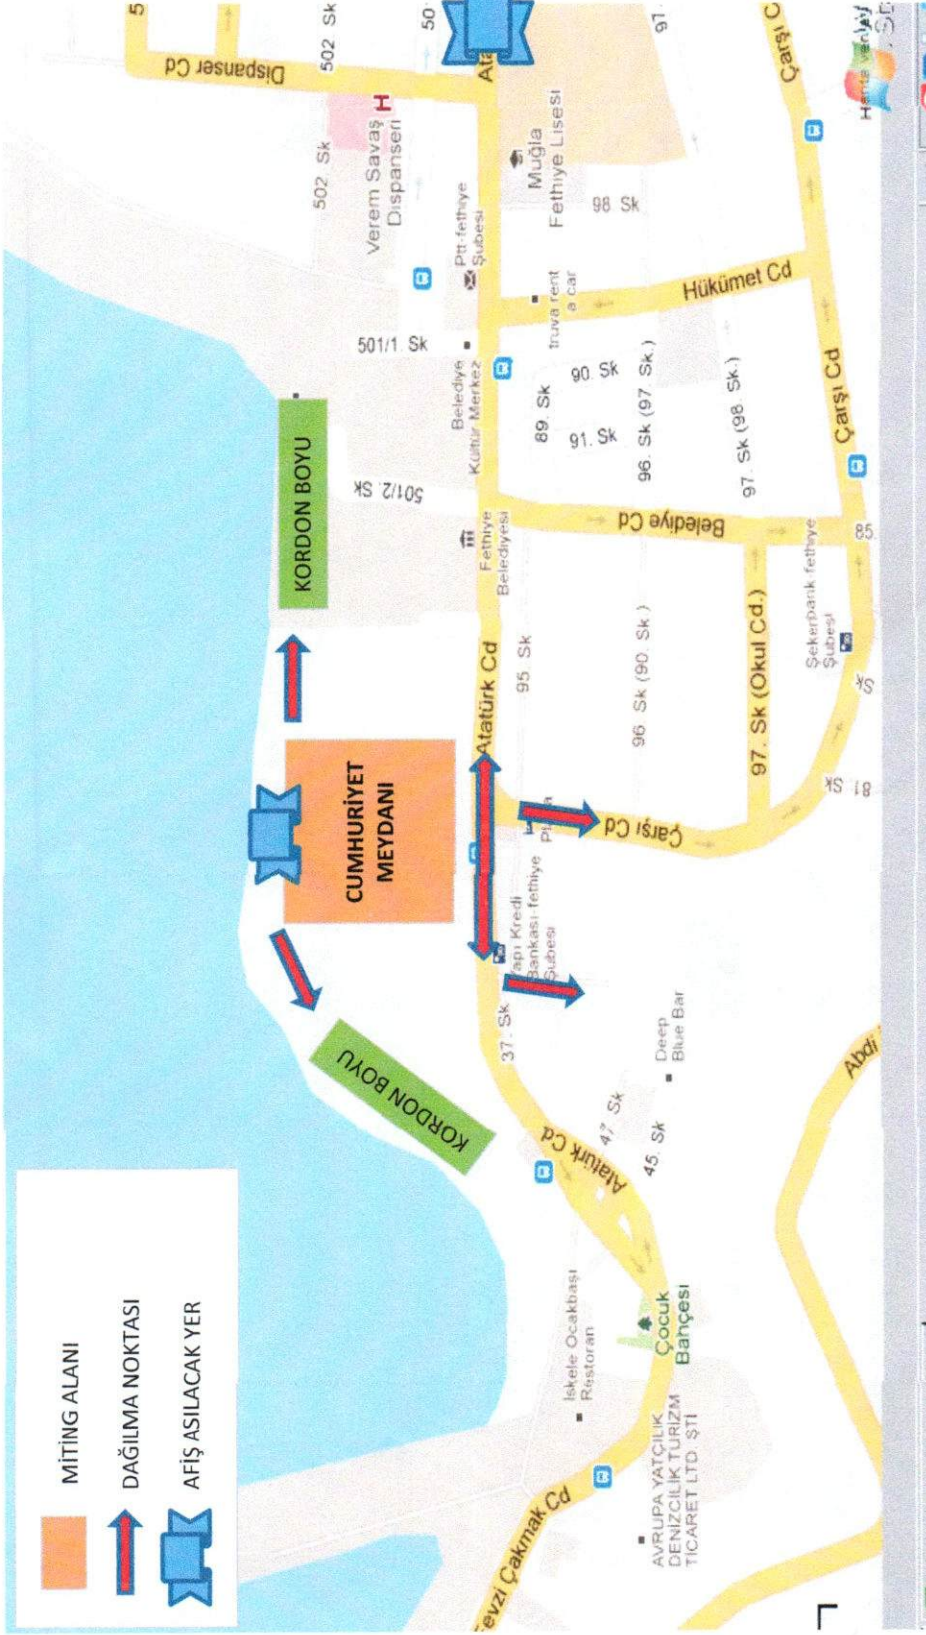 MİTİNG ALANI
DAĞILMA NOKTASI
AFİŞ ASILACAK YER
KORDON BOYU
KORDON BOYU
CUMHURİYET
MEYDANI
Dispanser Cd
502 Sk
502 Sk
Verem Savaş
Dispanseri
H
501/1. Sk
501/2. Sk
Ptt-fethiye
Şubesi
Belediye
Kültür Merkez
Fethiye
Belediyesi
Atatürk Cd
Muğla
Fethiye Lisesi
98. Sk
truva rent
a car
Hükümet Cd
89. Sk
90. Sk
91. Sk
96. Sk (97. Sk.)
97. Sk (98. Sk.)
Belediye Cd
95. Sk
96. Sk (90. Sk.)
97. Sk (Okul Cd.)
Şekerbank fethiye
Şubesi
Çarşı Cd
Çarşı Cd
81. Sk
Sk
85.
Yapı Kredi
Bankası-fethiye
Şubesi
37. Sk
Deep
Blue Bar
47. Sk
45. Sk
Atatürk Cd
İskele Ocakbaşı
Restoran
Çocuk
Bahçesi
AVRUPA YATÇILIK
DENİZCİLİK TURİZM
TİCARET LTD ŞTİ
evzi Çakmak Cd
Abdi
Harita verileri